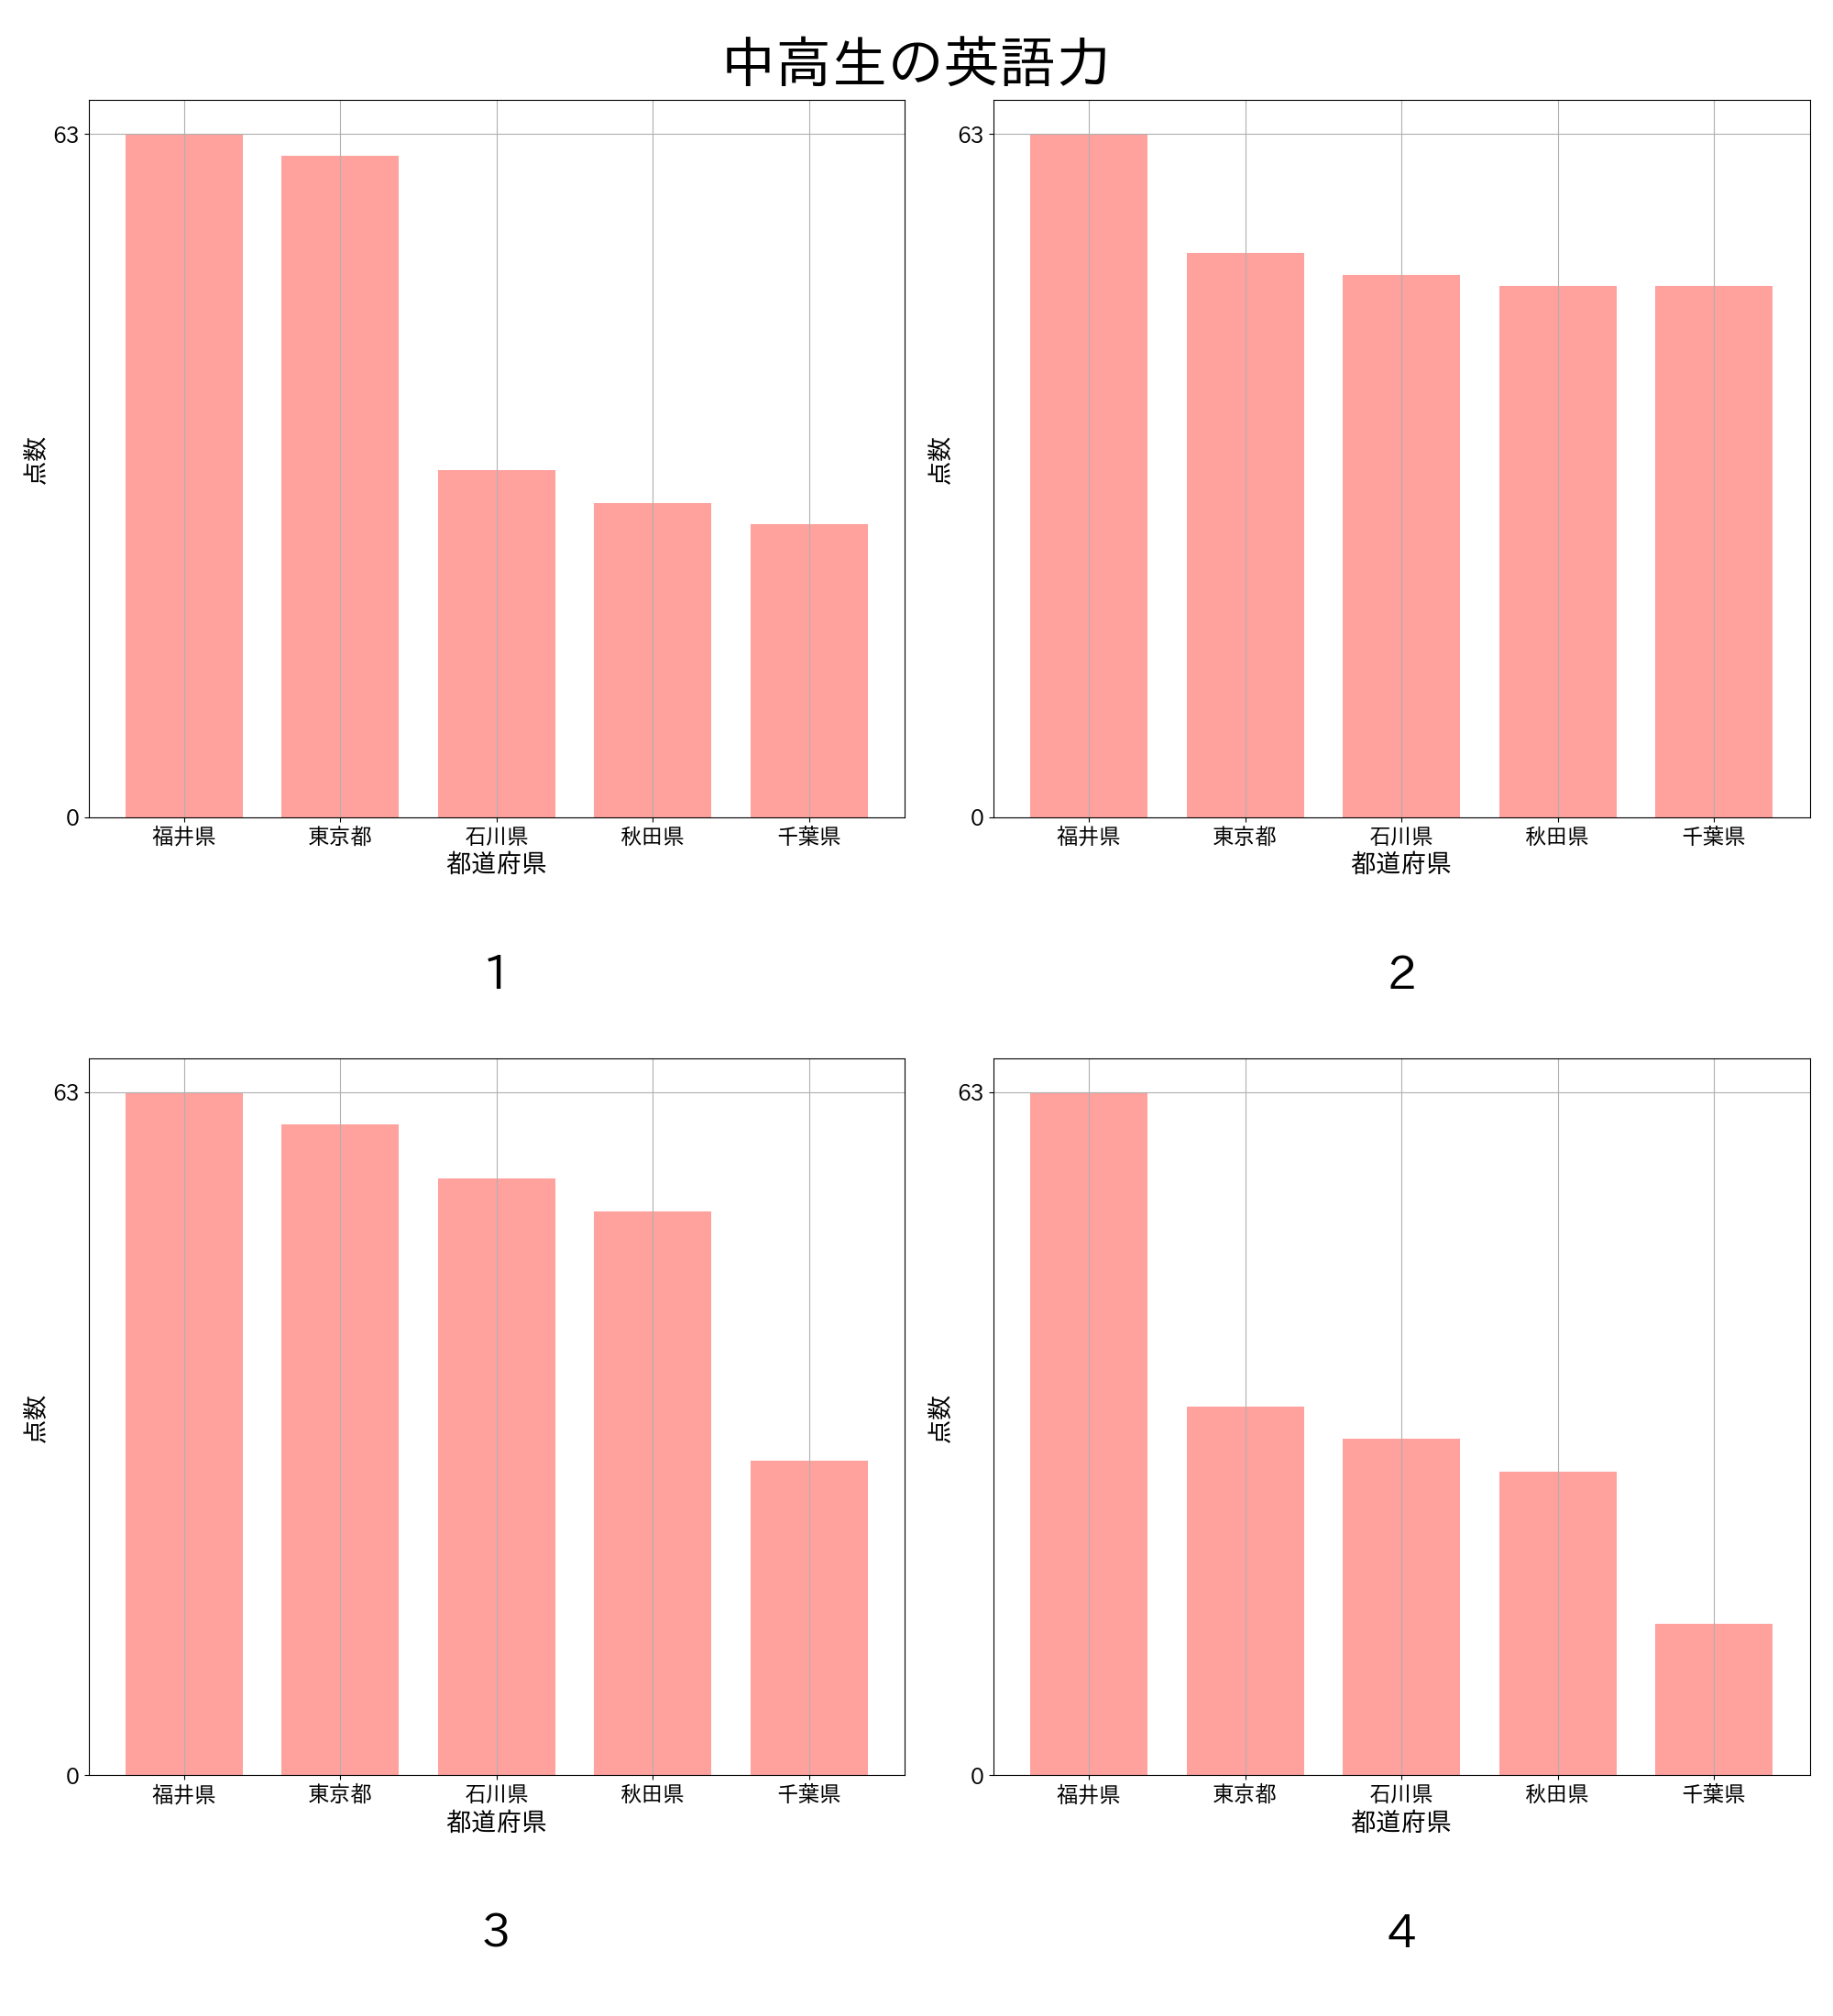 中高生の英語力
63
0
点数
福井県 東京都 石川県 秋田県 千葉県
都道府県
1
63
0
点数
福井県 東京都 石川県 秋田県 千葉県
都道府県
2
63
0
点数
福井県 東京都 石川県 秋田県 千葉県
都道府県
3
63
0
点数
福井県 東京都 石川県 秋田県 千葉県
都道府県
4